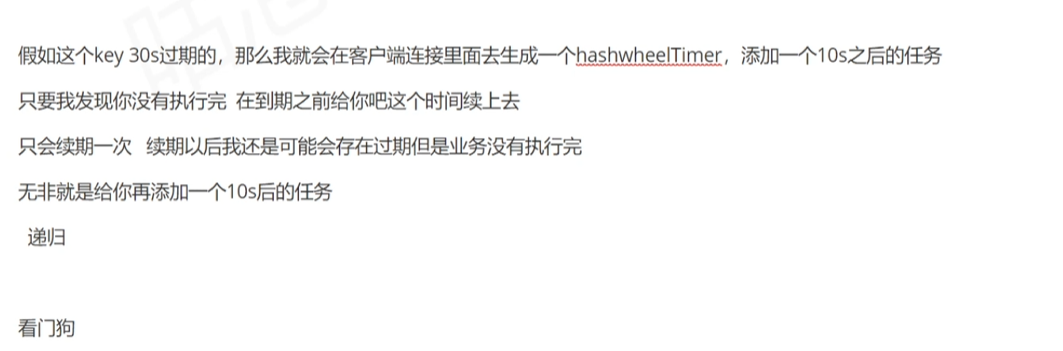 假如这个key 30s过期的，那么我就会在客户端连接里面去生成一个hashwheelTimer，添加一个10s之后的任务
只要我发现你没有执行完 在到期之前给你吧这个时间续上去
只会续期一次 续期以后我还是可能会存在过期但是业务没有执行完
无非就是给你再添加一个10s后的任务
递归
看门狗